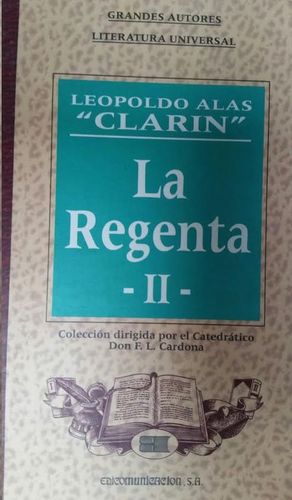 GRANDES AUTORES
LITERATURA UNIVERSAL
LEOPOLDO ALAS
"CLARIN"
La
Regenta
- II -
Colección dirigida por el Catedrático
Don F. L. Cardona
EDICOMUNICACION, S.A.